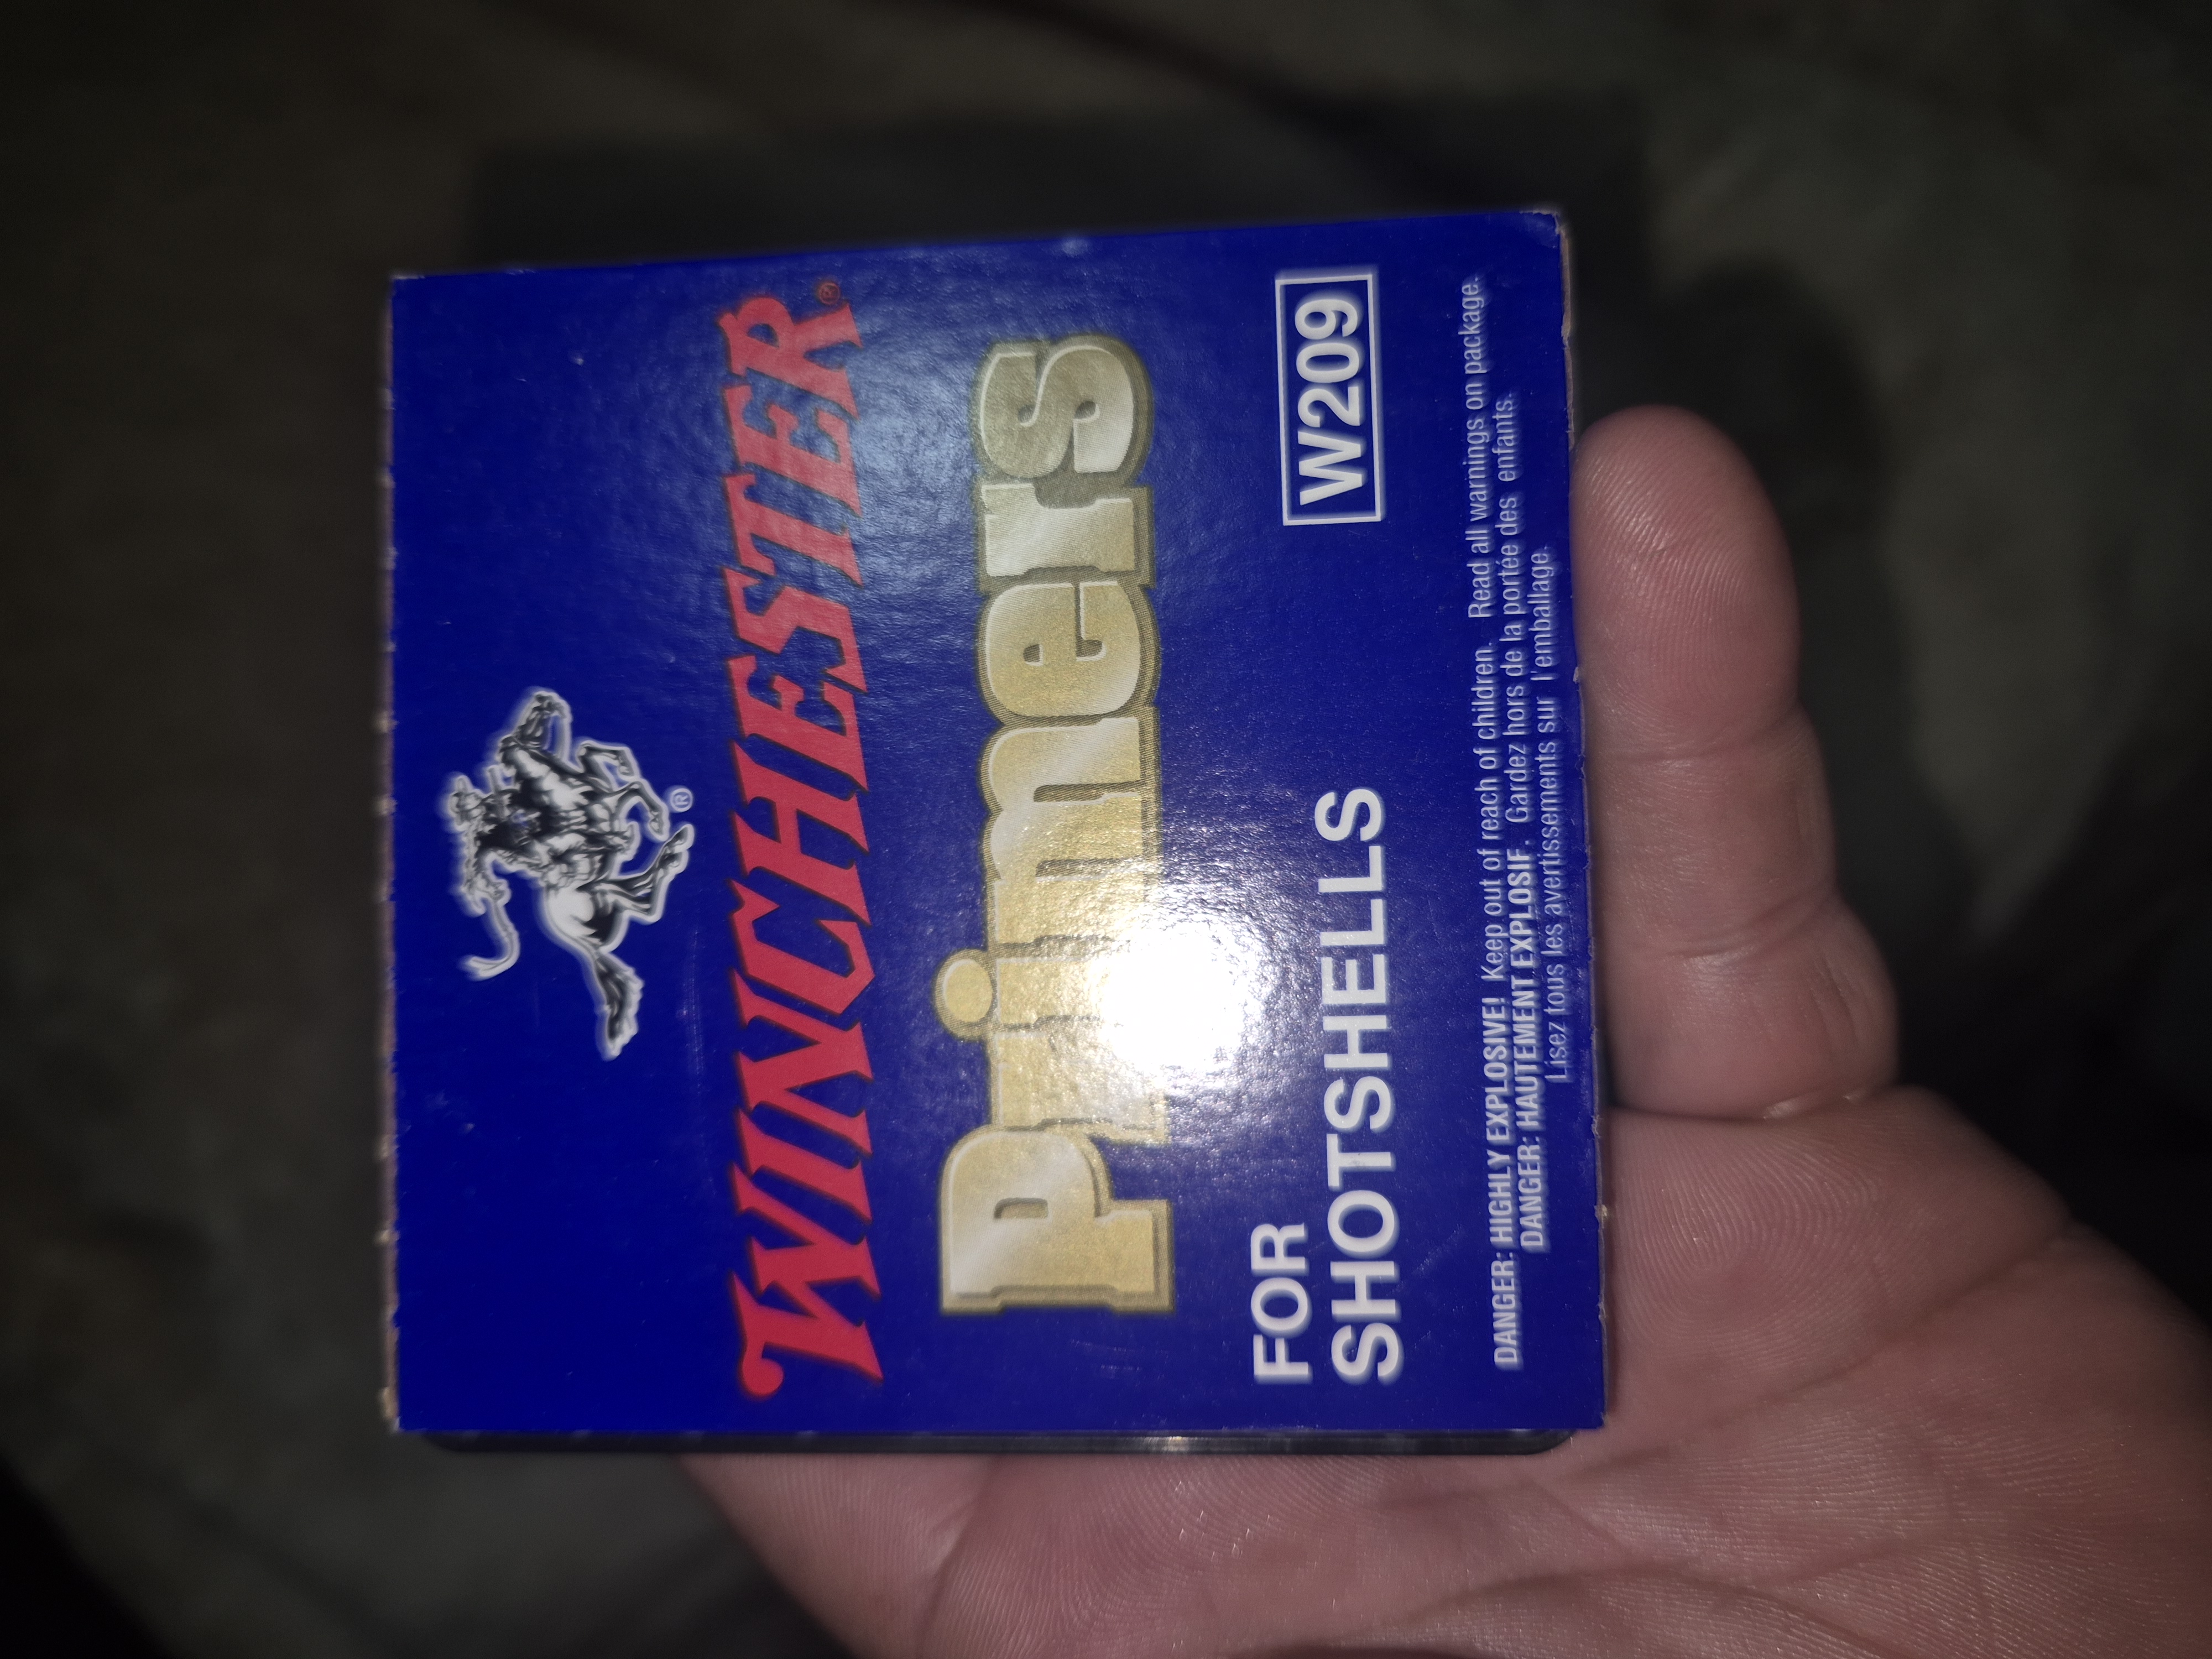 ®
WINCHESTER®
Primers
FOR
SHOTSHELLS
W209
DANGER: HIGHLY EXPLOSIVE! Keep out of reach of children. Read all warnings on package.
DANGER: HAUTEMENT EXPLOSIF. Gardez hors de la portée des enfants.
Lisez tous les avertissements sur l'emballage.